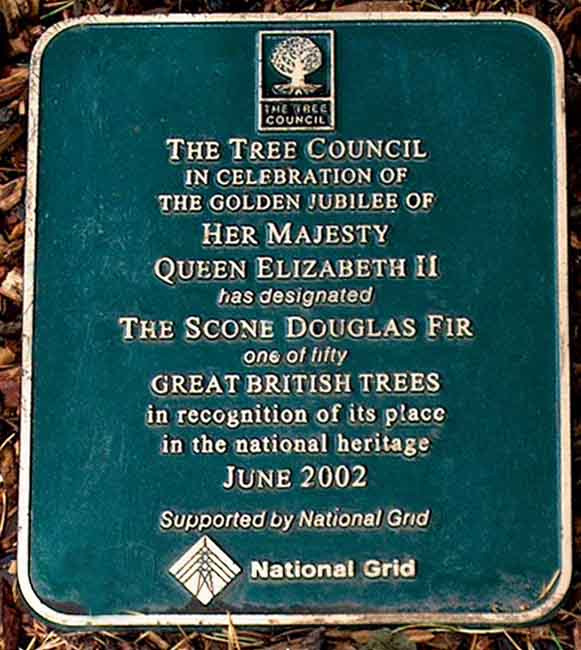 THE TREE
COUNCIL
THE TREE COUNCIL
IN CELEBRATION OF
THE GOLDEN JUBILEE OF
HER MAJESTY
QUEEN ELIZABETH II
has designated
THE SCONE DOUGLAS FIR
one of fifty
GREAT BRITISH TREES
in recognition of its place
in the national heritage
JUNE 2002
Supported by National Grid
National Grid